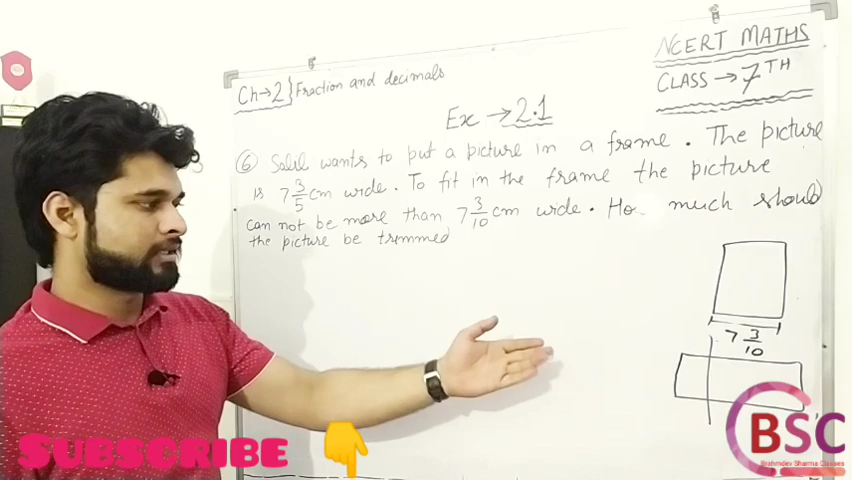 NCERT MATHS
CLASS → 7TH
Ch→2} Fraction and decimals
Ex → 2.1
⑥ Salil wants to put a picture in a frame. The picture
is 7 3/5 cm wide. To fit in the frame the picture
can not be more than 7 3/10 cm wide. Ho much should
the picture be trimmed
7 3/10
SUBSCRIBE
BSC
Brahmdev Sharma Classes